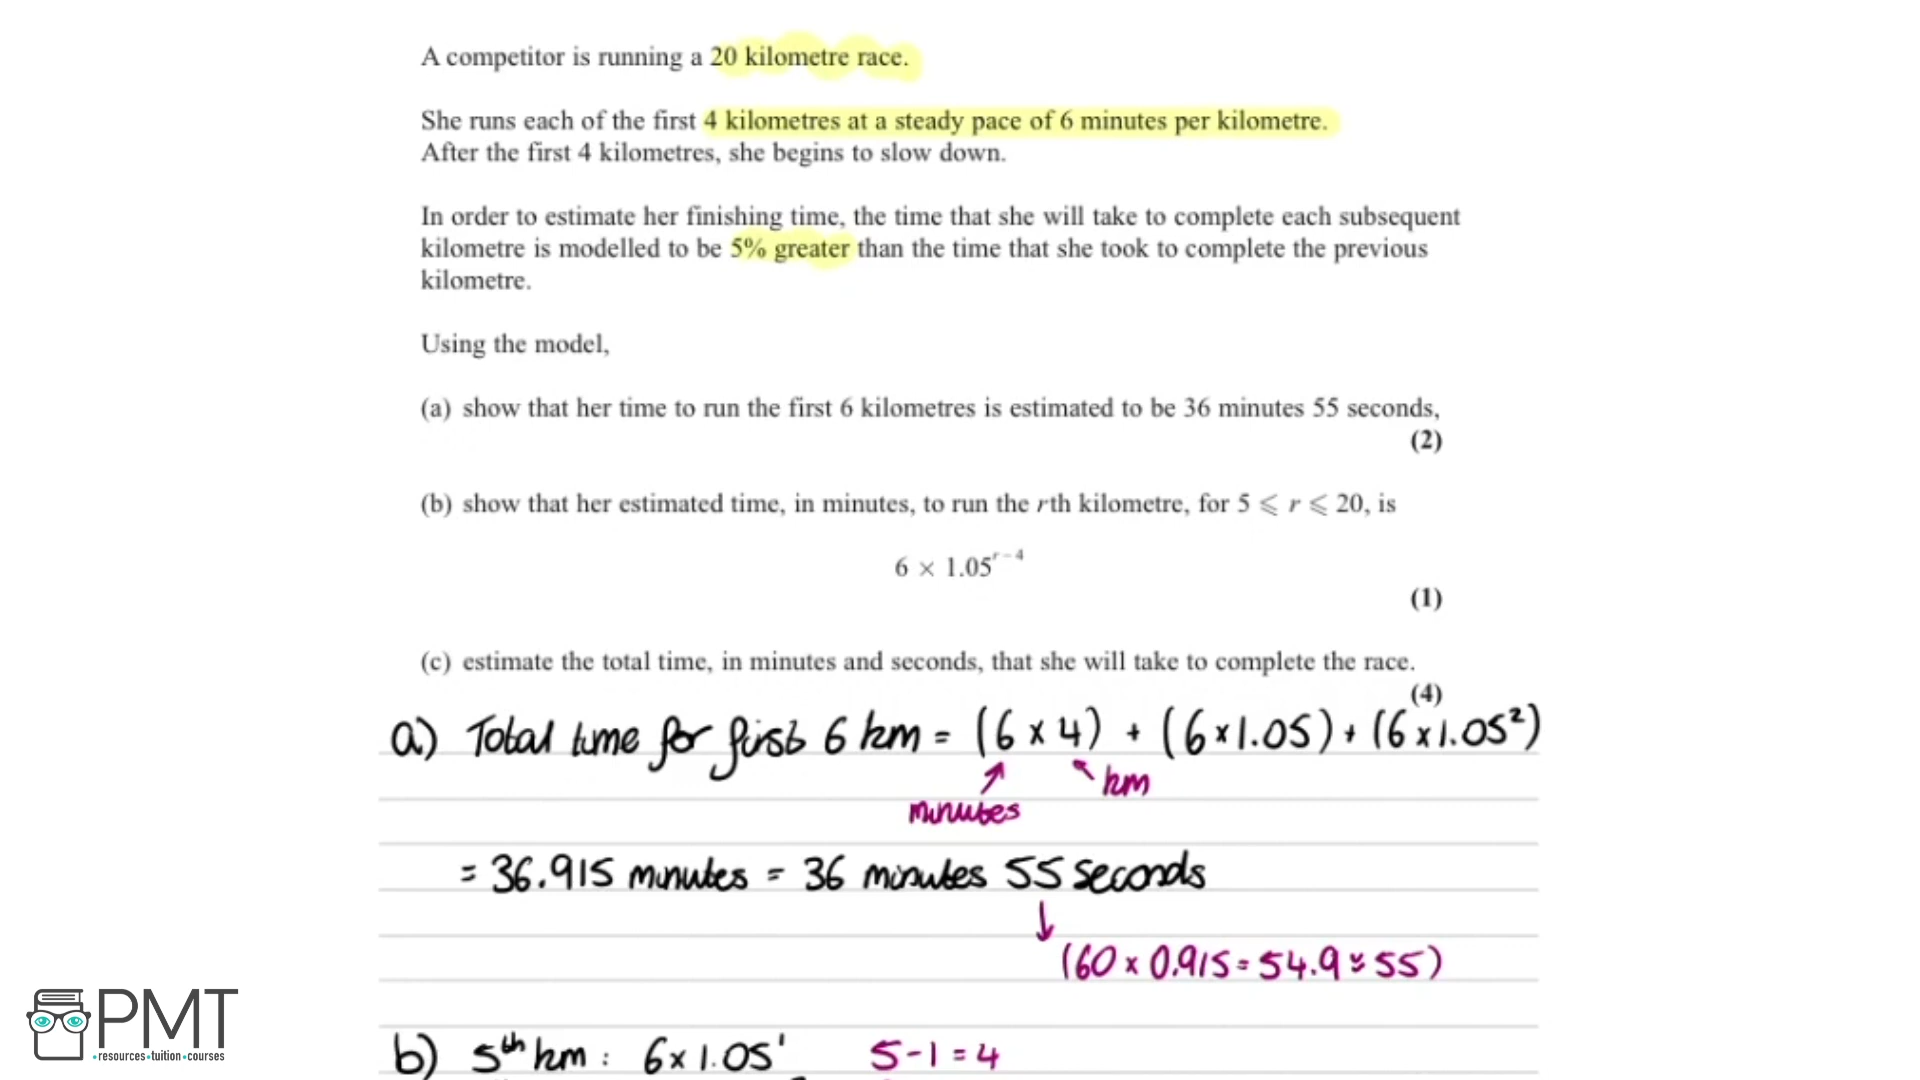 A competitor is running a 20 kilometre race.
She runs each of the first 4 kilometres at a steady pace of 6 minutes per kilometre.
After the first 4 kilometres, she begins to slow down.
In order to estimate her finishing time, the time that she will take to complete each subsequent
kilometre is modelled to be 5% greater than the time that she took to complete the previous
kilometre.
Using the model,
(a) show that her time to run the first 6 kilometres is estimated to be 36 minutes 55 seconds,
(2)
(b) show that her estimated time, in minutes, to run the rth kilometre, for 5 ⩽ r ⩽ 20, is
6 × 1.05^(r−4)
(1)
(c) estimate the total time, in minutes and seconds, that she will take to complete the race.
(4)
a) Total time for first 6 km = (6 × 4) + (6×1.05) + (6×1.05²)
km
minutes
= 36.915 minutes = 36 minutes 55 seconds
(60 × 0.915 = 54.9 ≈ 55)
b) 5th km : 6 × 1.05¹ 5 - 1 = 4
PMT
•resources•tuition•courses